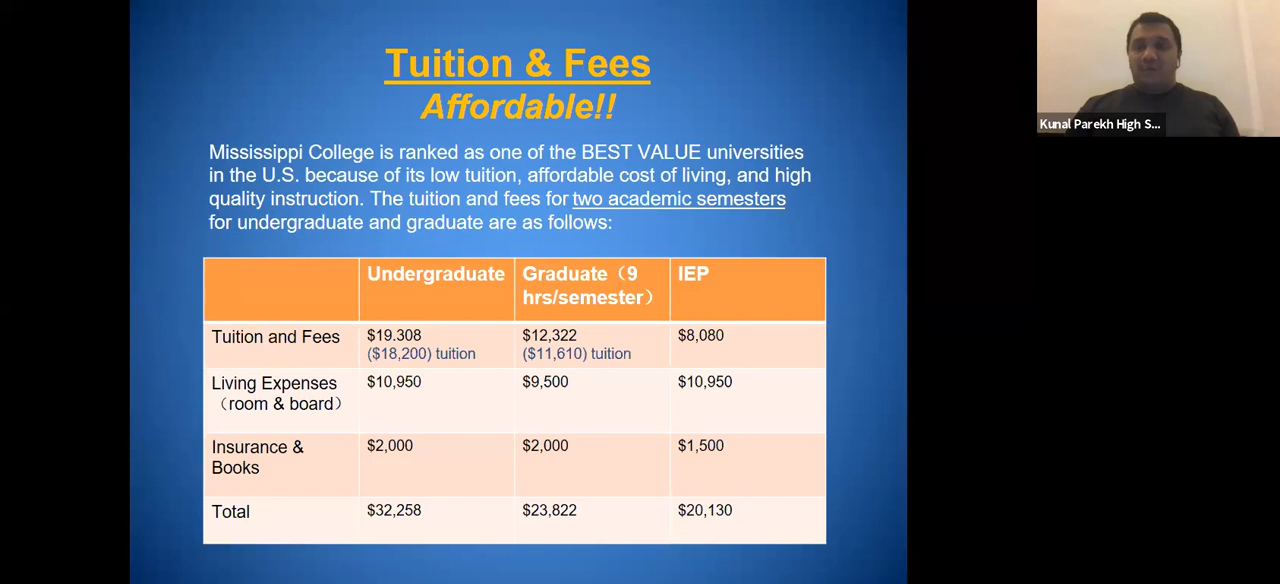 Tuition & Fees
Affordable!!
Mississippi College is ranked as one of the BEST VALUE universities
in the U.S. because of its low tuition, affordable cost of living, and high
quality instruction. The tuition and fees for two academic semesters
for undergraduate and graduate are as follows:
Undergraduate
Graduate（9
hrs/semester）
IEP
Tuition and Fees
$19.308
($18,200) tuition
$12,322
($11,610) tuition
$8,080
Living Expenses
（room & board）
$10,950
$9,500
$10,950
Insurance &
Books
$2,000
$2,000
$1,500
Total
$32,258
$23,822
$20,130
Kunal Parekh High S...